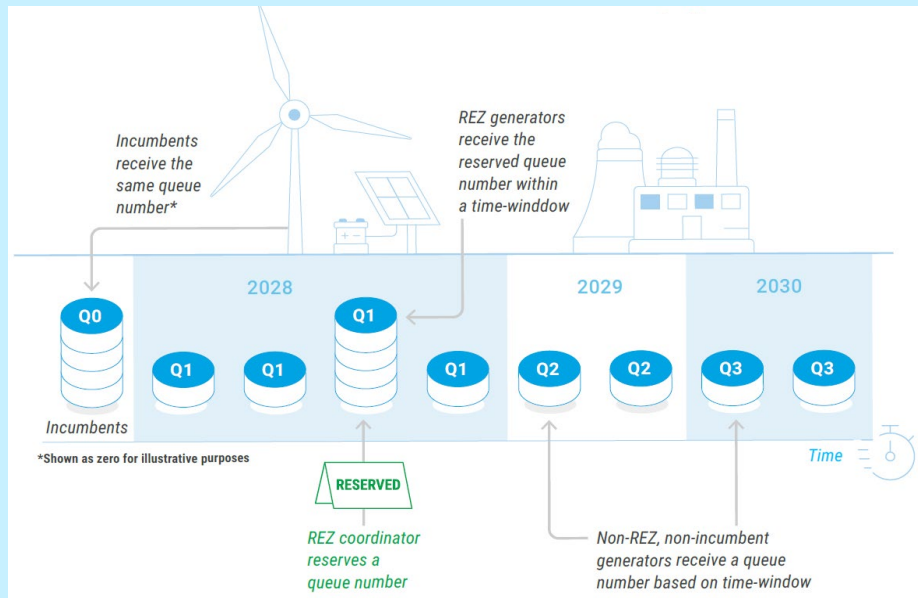 Incumbents
receive the
same queue
number*
REZ generators
receive the
reserved queue
number within
a time-winddow
2028
2029
2030
Q0
Q1
Q1
Q1
Q1
Q2
Q2
Q3
Q3
Incumbents
*Shown as zero for illustrative purposes
Time
RESERVED
REZ coordinator
reserves a
queue number
Non-REZ, non-incumbent
generators receive a queue
number based on time-window